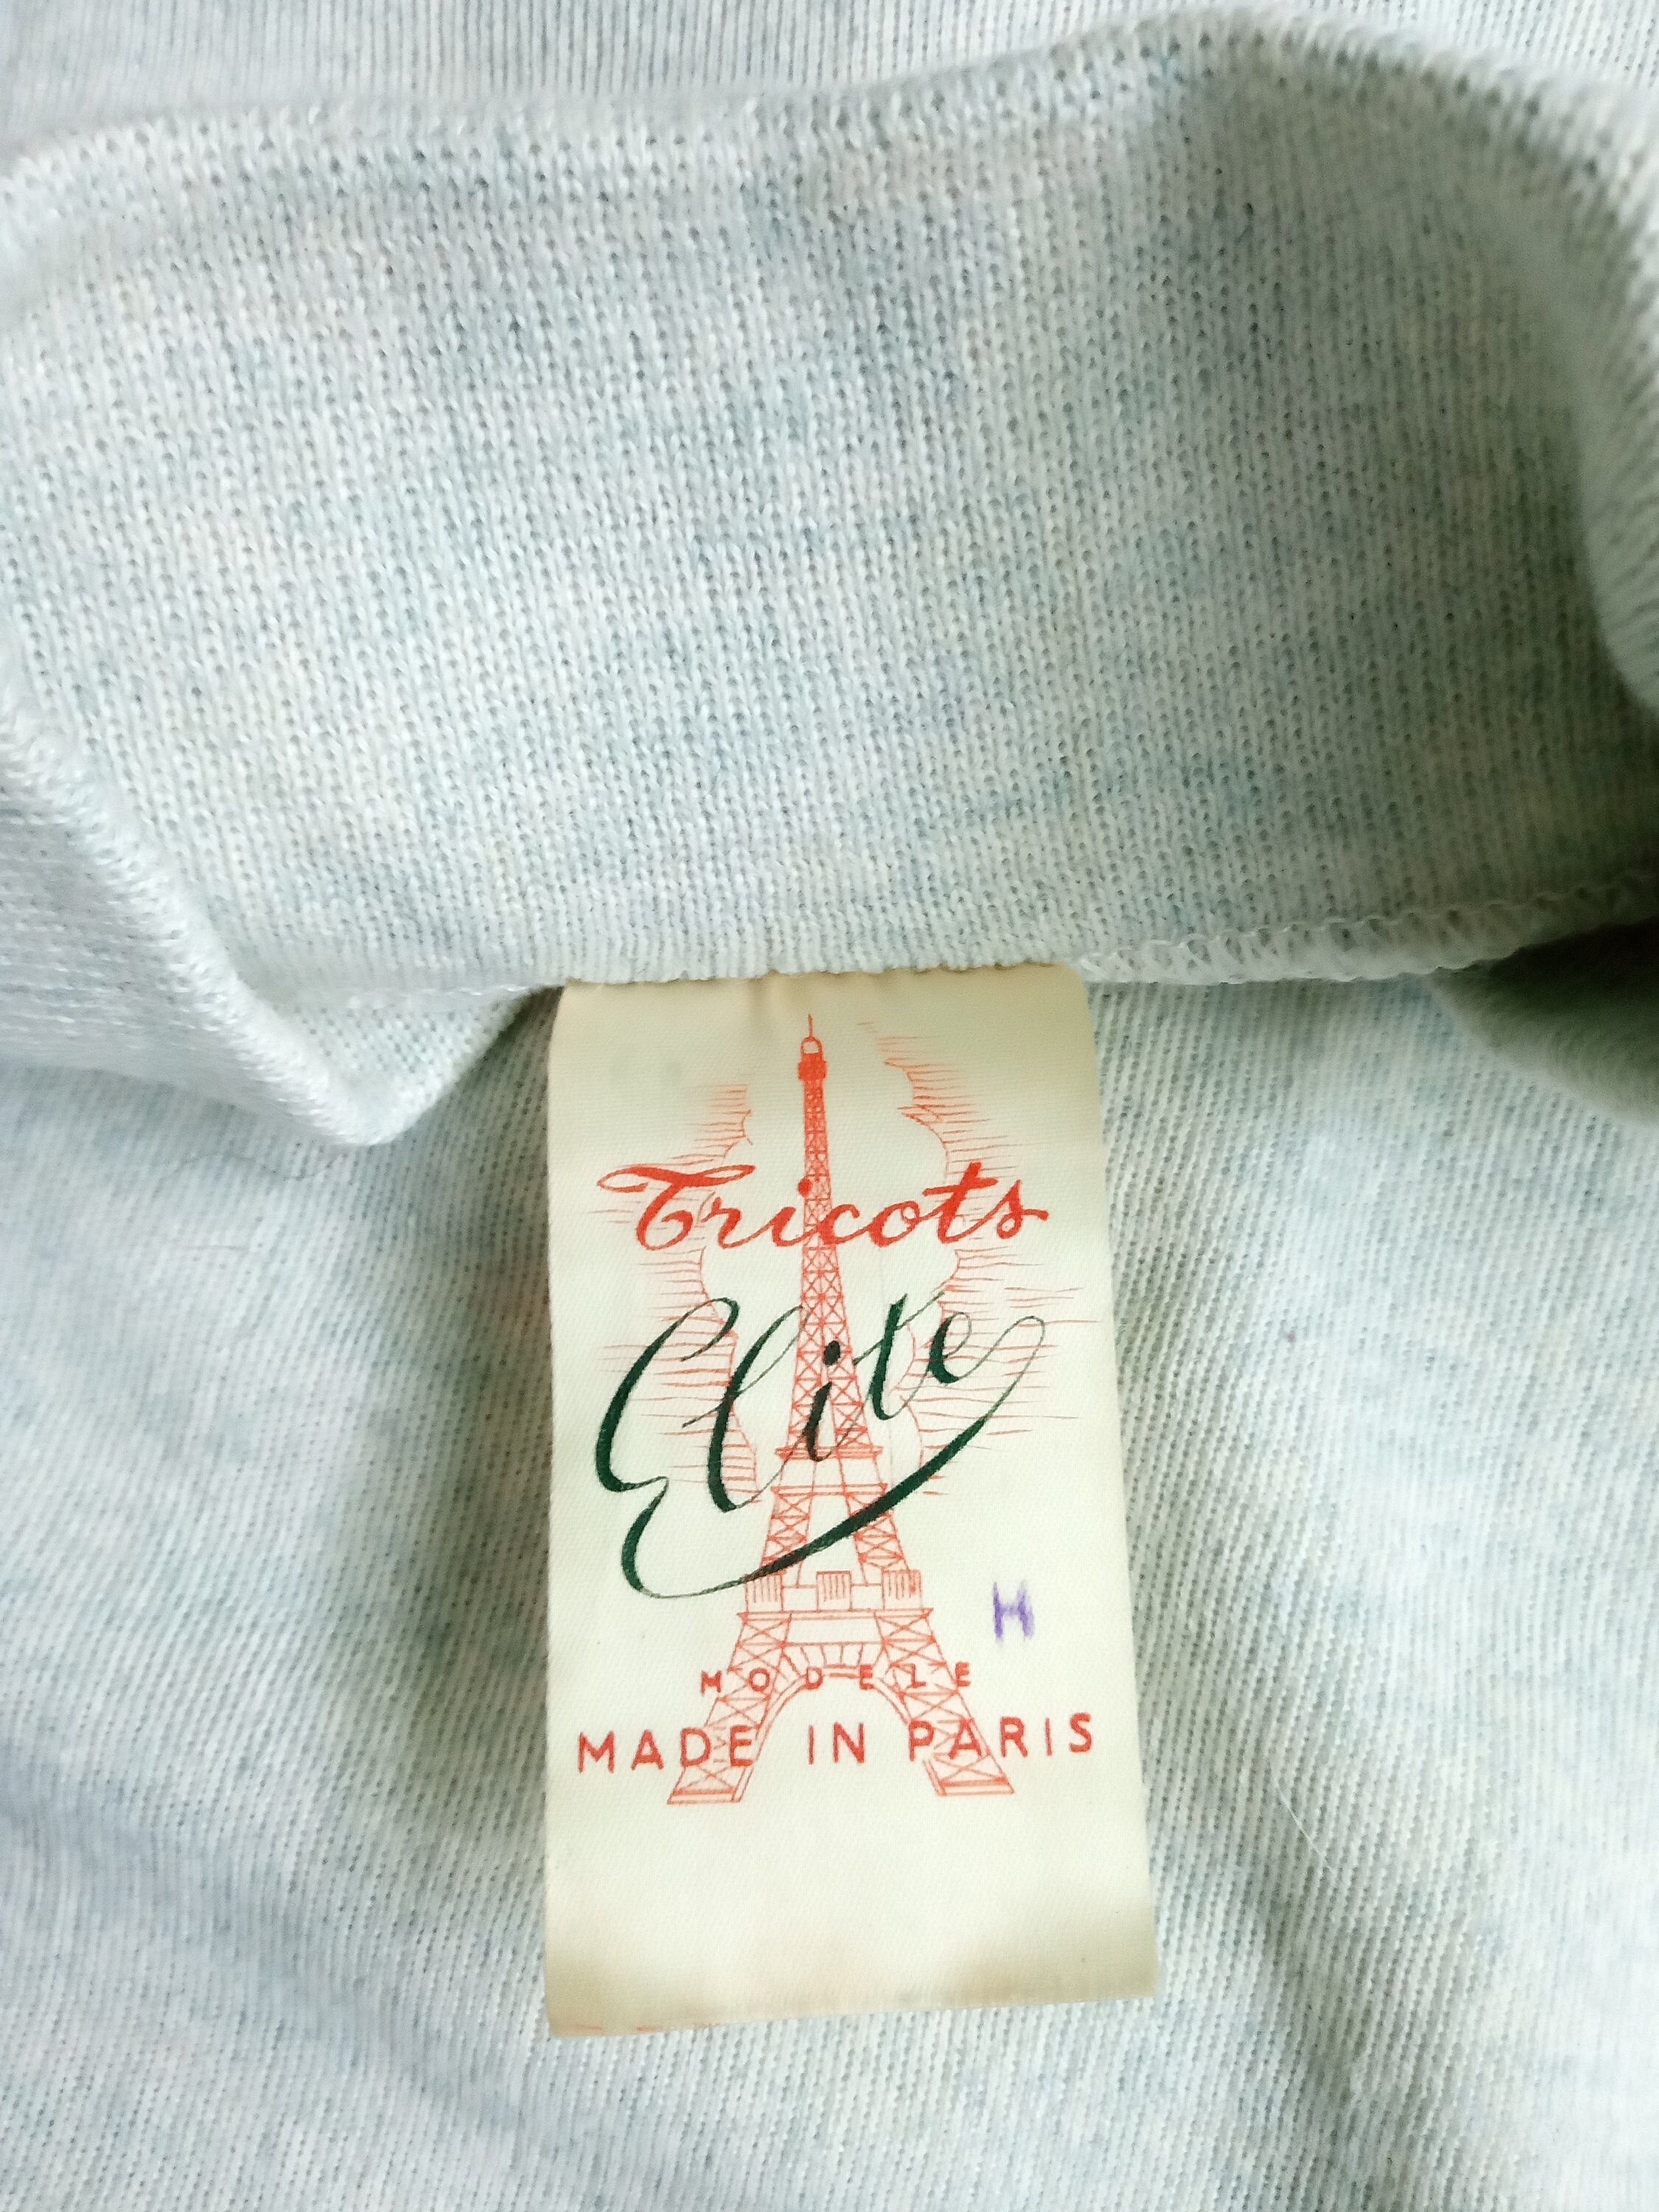 Tricots
Elite
H
MODELE
MADE IN PARIS